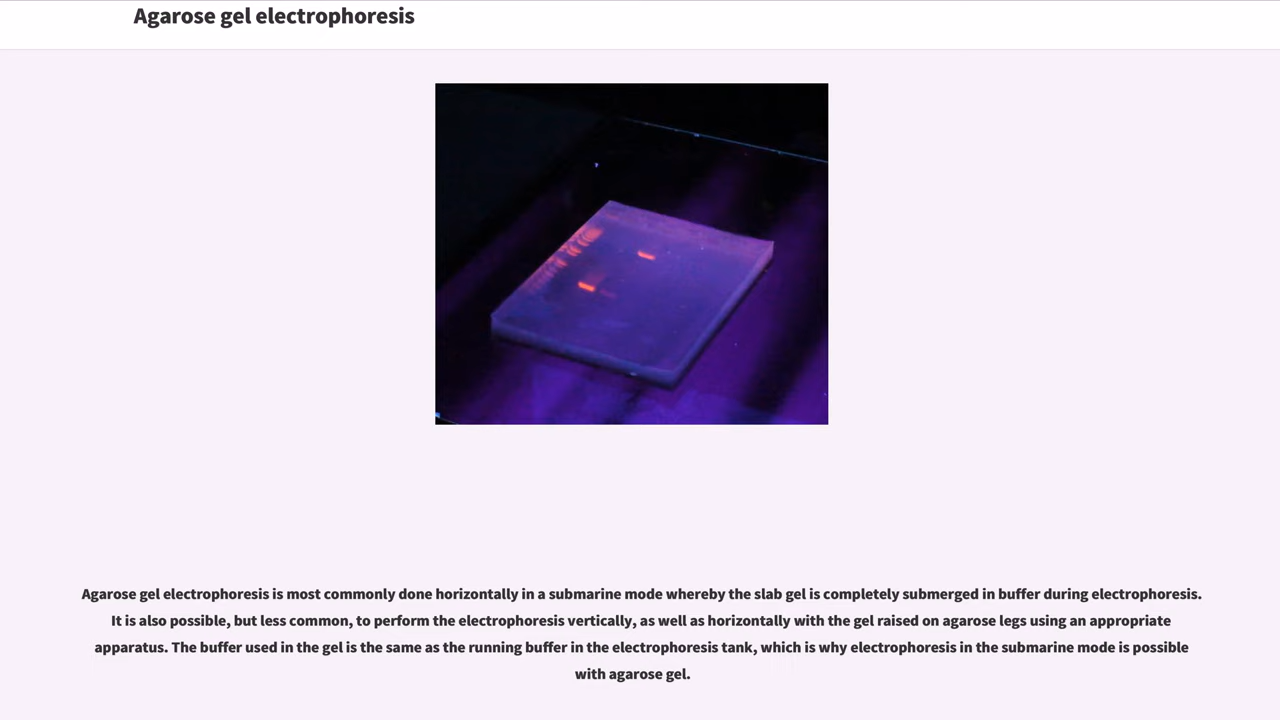 Agarose gel electrophoresis
Agarose gel electrophoresis is most commonly done horizontally in a submarine mode whereby the slab gel is completely submerged in buffer during electrophoresis.
It is also possible, but less common, to perform the electrophoresis vertically, as well as horizontally with the gel raised on agarose legs using an appropriate
apparatus. The buffer used in the gel is the same as the running buffer in the electrophoresis tank, which is why electrophoresis in the submarine mode is possible
with agarose gel.